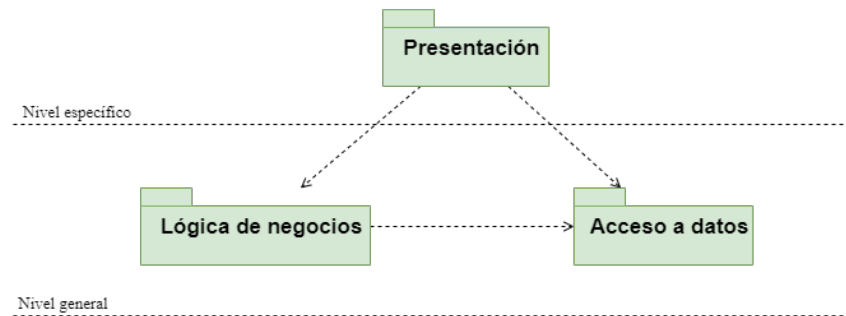 Presentación
Nivel específico
Lógica de negocios
Acceso a datos
Nivel general